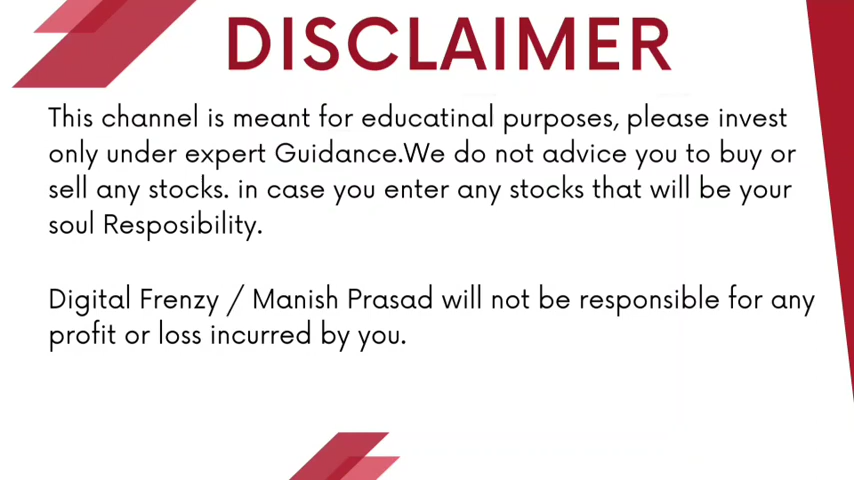 DISCLAIMER
This channel is meant for educatinal purposes, please invest
only under expert Guidance.We do not advice you to buy or
sell any stocks. in case you enter any stocks that will be your
soul Resposibility.
Digital Frenzy / Manish Prasad will not be responsible for any
profit or loss incurred by you.